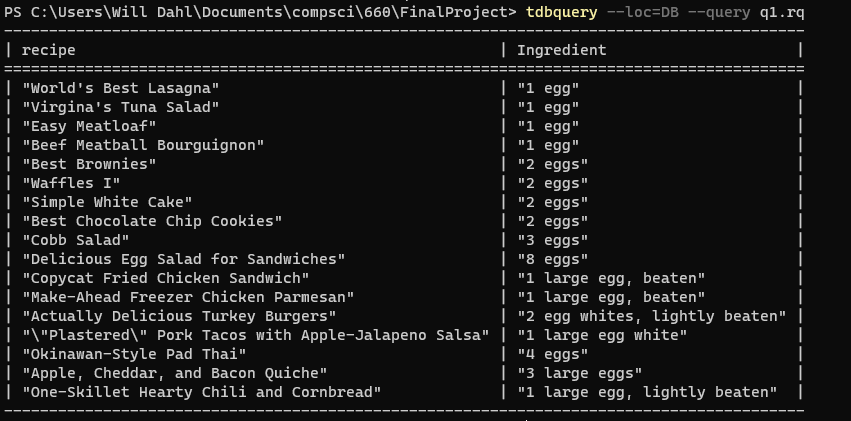 PS C:\Users\Will Dahl\Documents\compsci\660\FinalProject> tdbquery --loc=DB --query q1.rq
| recipe | Ingredient |
| "World's Best Lasagna" | "1 egg" |
| "Virgina's Tuna Salad" | "1 egg" |
| "Easy Meatloaf" | "1 egg" |
| "Beef Meatball Bourguignon" | "1 egg" |
| "Best Brownies" | "2 eggs" |
| "Waffles I" | "2 eggs" |
| "Simple White Cake" | "2 eggs" |
| "Best Chocolate Chip Cookies" | "2 eggs" |
| "Cobb Salad" | "3 eggs" |
| "Delicious Egg Salad for Sandwiches" | "8 eggs" |
| "Copycat Fried Chicken Sandwich" | "1 large egg, beaten" |
| "Make-Ahead Freezer Chicken Parmesan" | "1 large egg, beaten" |
| "Actually Delicious Turkey Burgers" | "2 egg whites, lightly beaten" |
| "\"Plastered\" Pork Tacos with Apple-Jalapeno Salsa" | "1 large egg white" |
| "Okinawan-Style Pad Thai" | "4 eggs" |
| "Apple, Cheddar, and Bacon Quiche" | "3 large eggs" |
| "One-Skillet Hearty Chili and Cornbread" | "1 large egg, lightly beaten" |